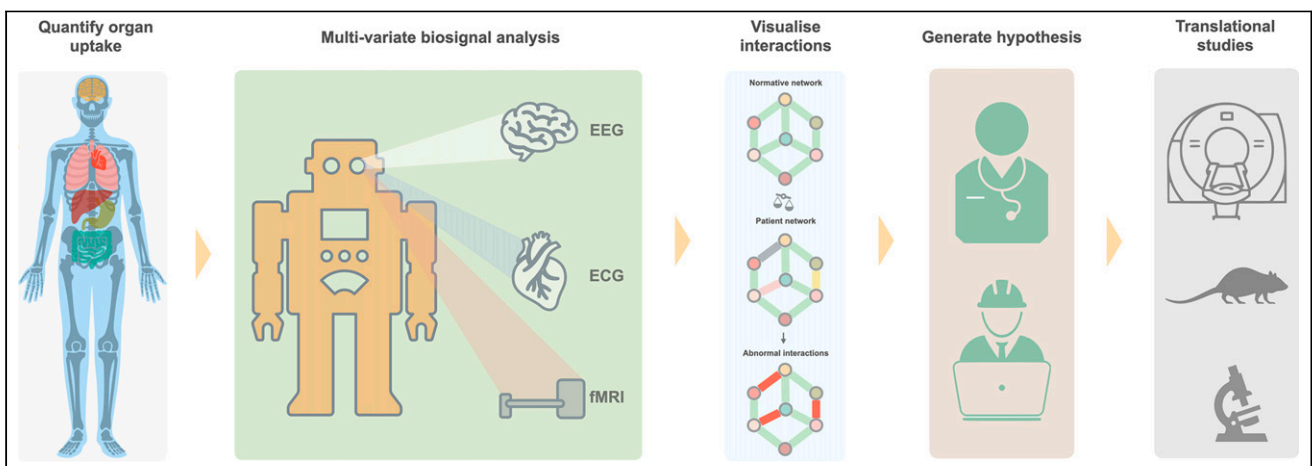 Quantify organ
uptake
Multi-variate biosignal analysis
Visualise
interactions
Generate hypothesis
Translational
studies
EEG
ECG
fMRI
Normative network
Patient network
Abnormal interactions